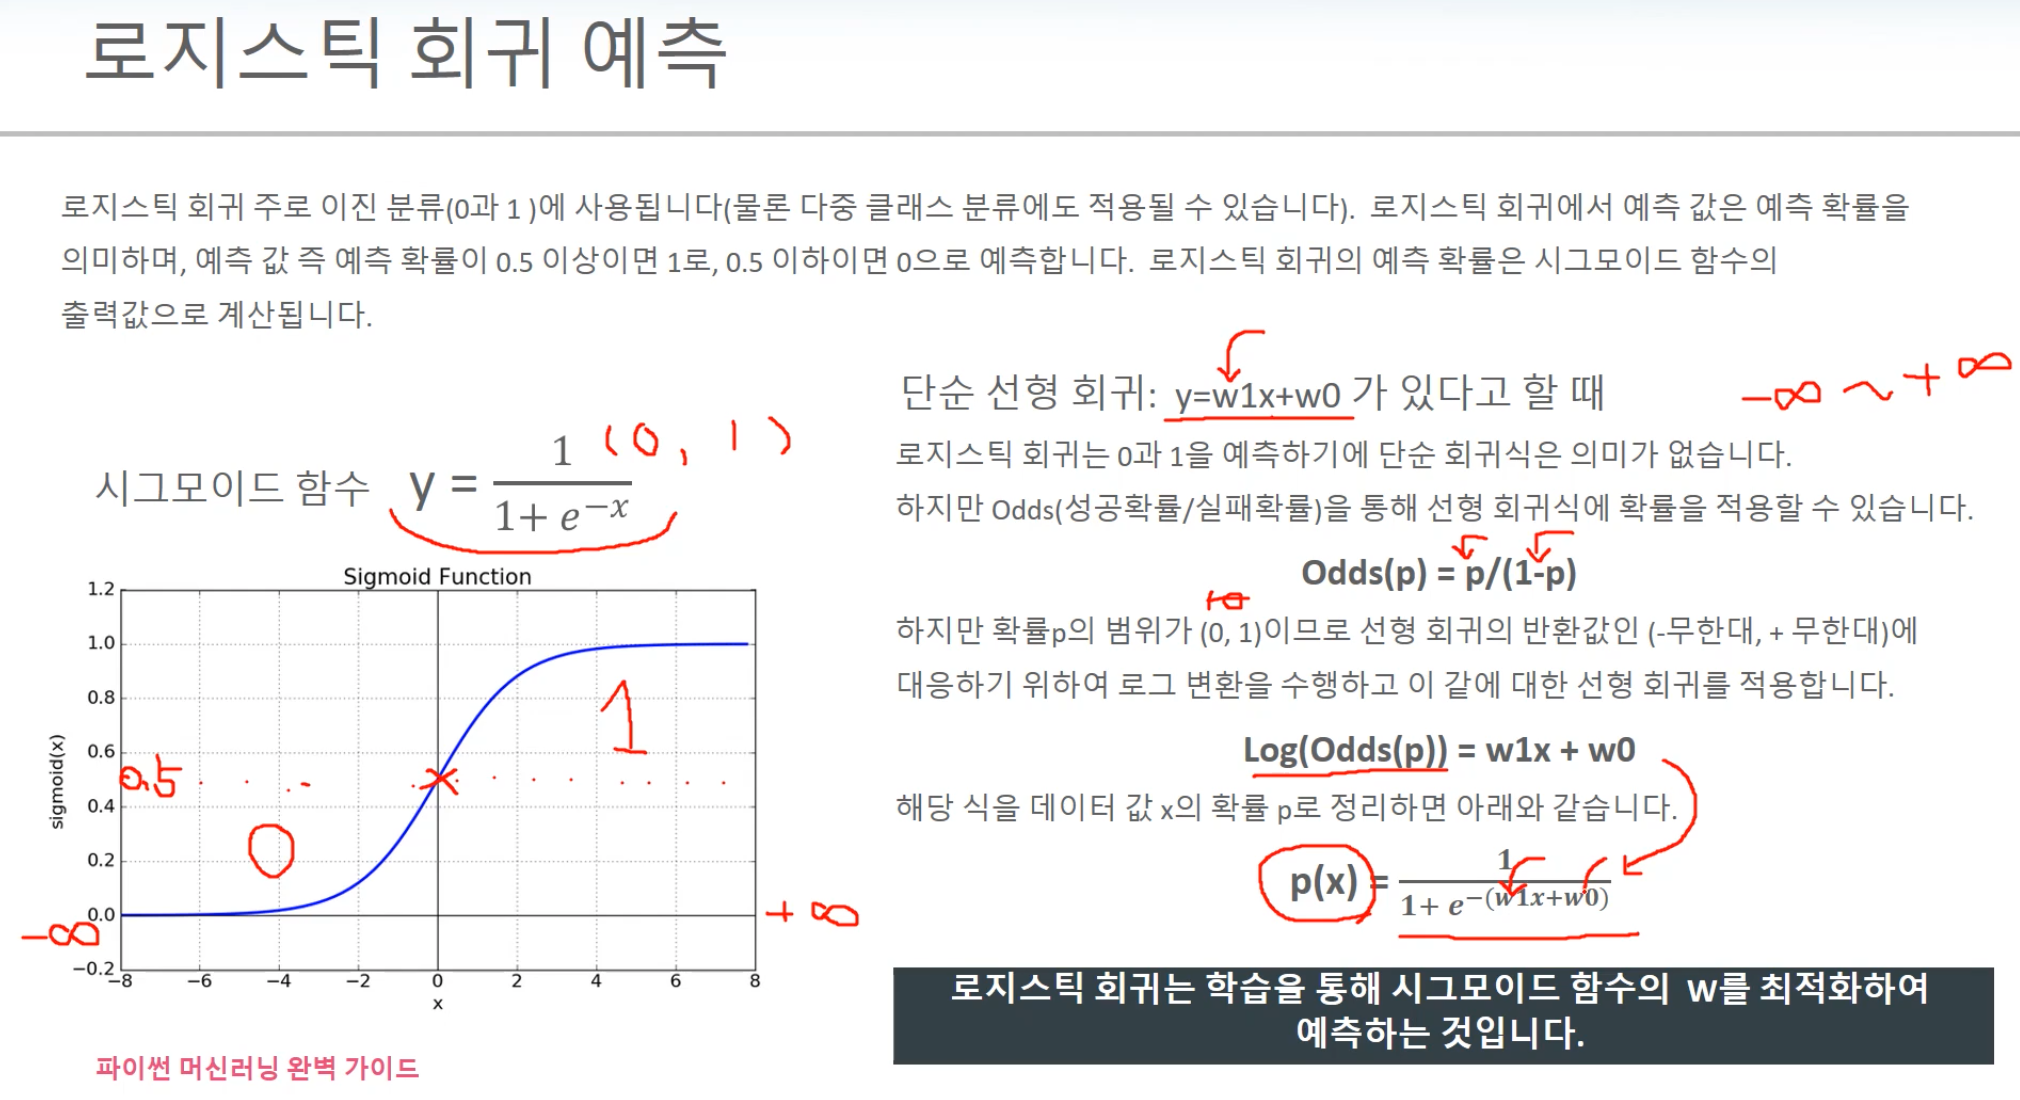 로지스틱 회귀 예측
로지스틱 회귀 주로 이진 분류(0과 1 )에 사용됩니다(물론 다중 클래스 분류에도 적용될 수 있습니다). 로지스틱 회귀에서 예측 값은 예측 확률을
의미하며, 예측 값 즉 예측 확률이 0.5 이상이면 1로, 0.5 이하이면 0으로 예측합니다. 로지스틱 회귀의 예측 확률은 시그모이드 함수의
출력값으로 계산됩니다.
시그모이드 함수 y = 1 / (1+ e^{-x})
(0, 1)
Sigmoid Function
1.2
1.0
0.8
0.6
0.4
0.2
0.0
−0.2
sigmoid(x)
−8 −6 −4 −2 0 2 4 6 8
x
0.5
0
1
-∞
+∞
파이썬 머신러닝 완벽 가이드
단순 선형 회귀: y=w1x+w0 가 있다고 할 때
-∞ ~ +∞
로지스틱 회귀는 0과 1을 예측하기에 단순 회귀식은 의미가 없습니다.
하지만 Odds(성공확률/실패확률)을 통해 선형 회귀식에 확률을 적용할 수 있습니다.
Odds(p) = p/(1-p)
하지만 확률p의 범위가 (0, 1)이므로 선형 회귀의 반환값인 (-무한대, + 무한대)에
대응하기 위하여 로그 변환을 수행하고 이 같에 대한 선형 회귀를 적용합니다.
Log(Odds(p)) = w1x + w0
해당 식을 데이터 값 x의 확률 p로 정리하면 아래와 같습니다.
p(x) = 1 / (1+ e^{−(w1x+w0)})
로지스틱 회귀는 학습을 통해 시그모이드 함수의 W를 최적화하여
예측하는 것입니다.